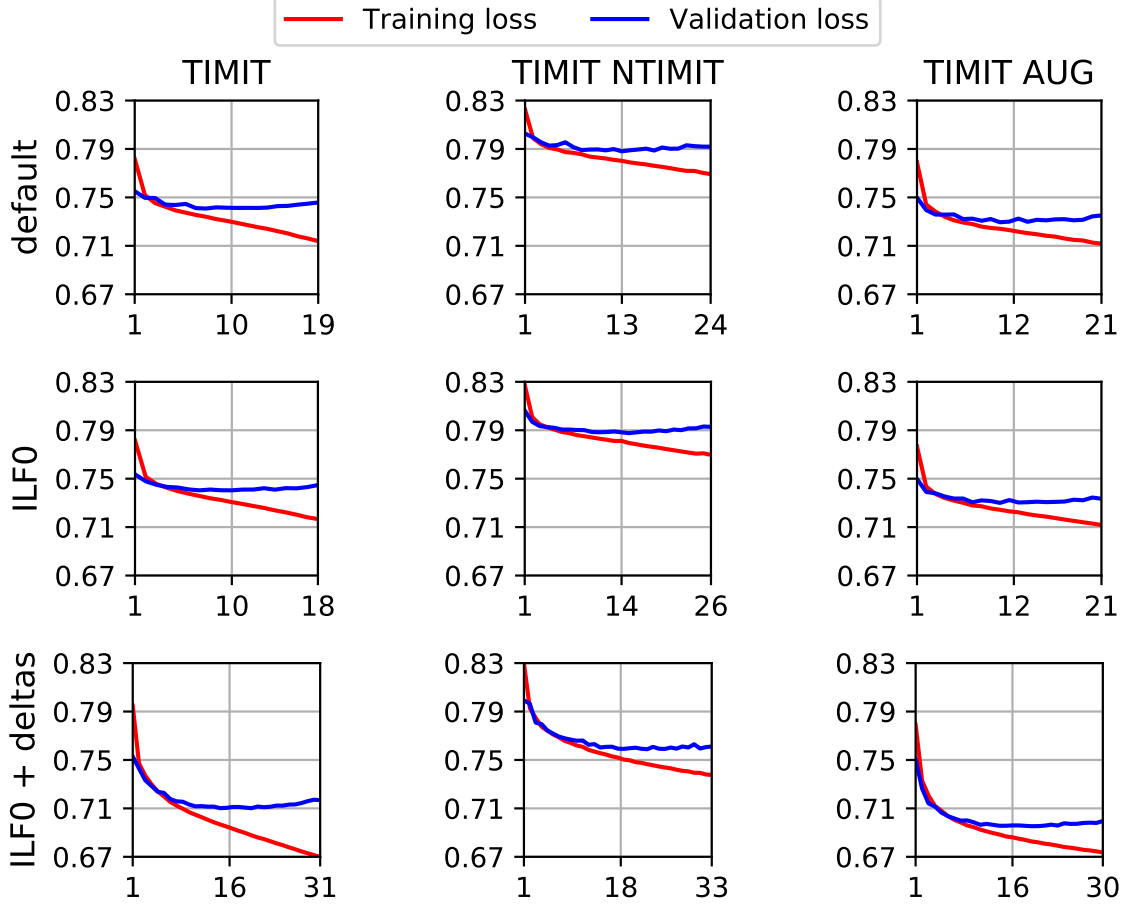 Training loss Validation loss
TIMIT TIMIT NTIMIT TIMIT AUG
default
0.83 0.83 0.83
0.79 0.79 0.79
0.75 0.75 0.75
0.71 0.71 0.71
0.67 0.67 0.67
1 10 19 1 13 24 1 12 21
ILF0
0.83 0.83 0.83
0.79 0.79 0.79
0.75 0.75 0.75
0.71 0.71 0.71
0.67 0.67 0.67
1 10 18 1 14 26 1 12 21
ILF0 + deltas
0.83 0.83 0.83
0.79 0.79 0.79
0.75 0.75 0.75
0.71 0.71 0.71
0.67 0.67 0.67
1 16 31 1 18 33 1 16 30